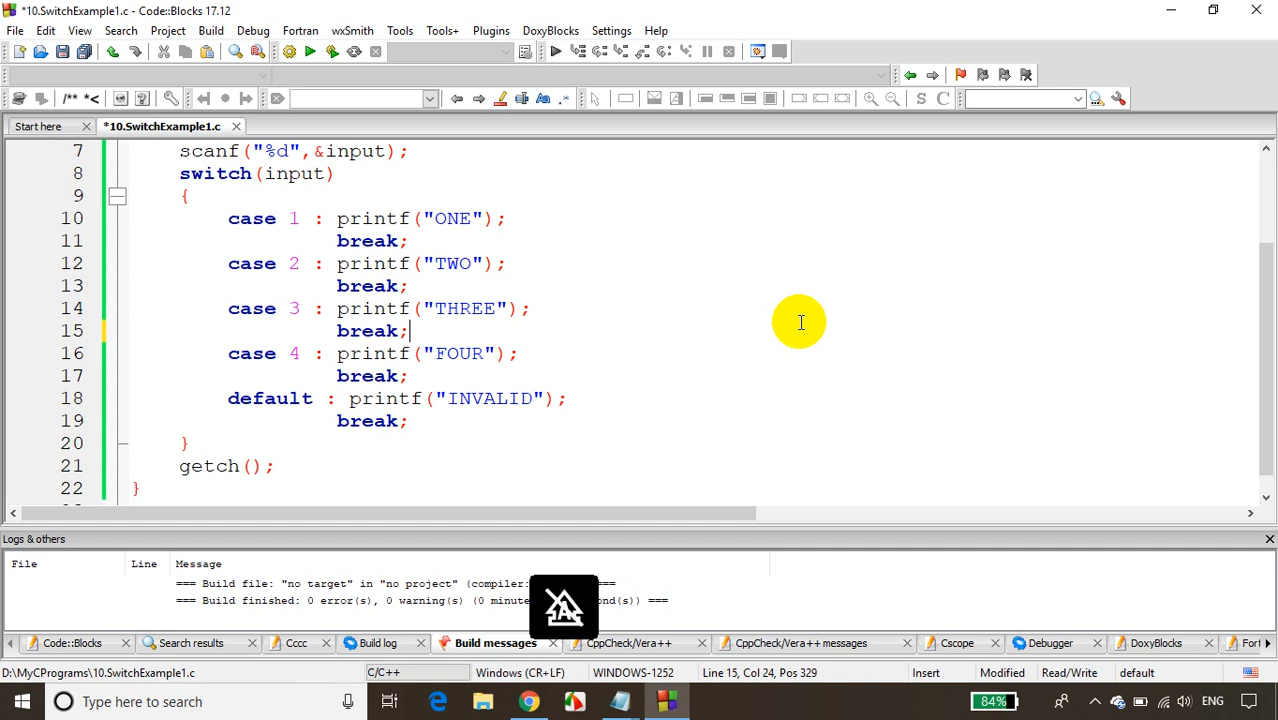 *10.SwitchExample1.c - Code::Blocks 17.12
File Edit View Search Project Build Debug Fortran wxSmith Tools Tools+ Plugins DoxyBlocks Settings Help
/** *<
S C
Start here *10.SwitchExample1.c
7 scanf("%d",&input);
8 switch(input)
9 {
10 case 1 : printf("ONE");
11 break;
12 case 2 : printf("TWO");
13 break;
14 case 3 : printf("THREE");
15 break;
16 case 4 : printf("FOUR");
17 break;
18 default : printf("INVALID");
19 break;
20 }
21 getch();
22 }
Logs & others
File Line Message
=== Build file: "no target" in "no project" (compiler: ===
=== Build finished: 0 error(s), 0 warning(s) (0 minute ond(s)) ===
Code::Blocks Search results Cccc Build log Build messages CppCheck/Vera++ CppCheck/Vera++ messages Cscope Debugger DoxyBlocks Fort
D:\MyCPrograms\10.SwitchExample1.c C/C++ Windows (CR+LF) WINDOWS-1252 Line 15, Col 24, Pos 329 Insert Modified Read/Write default
Type here to search 84% ENG